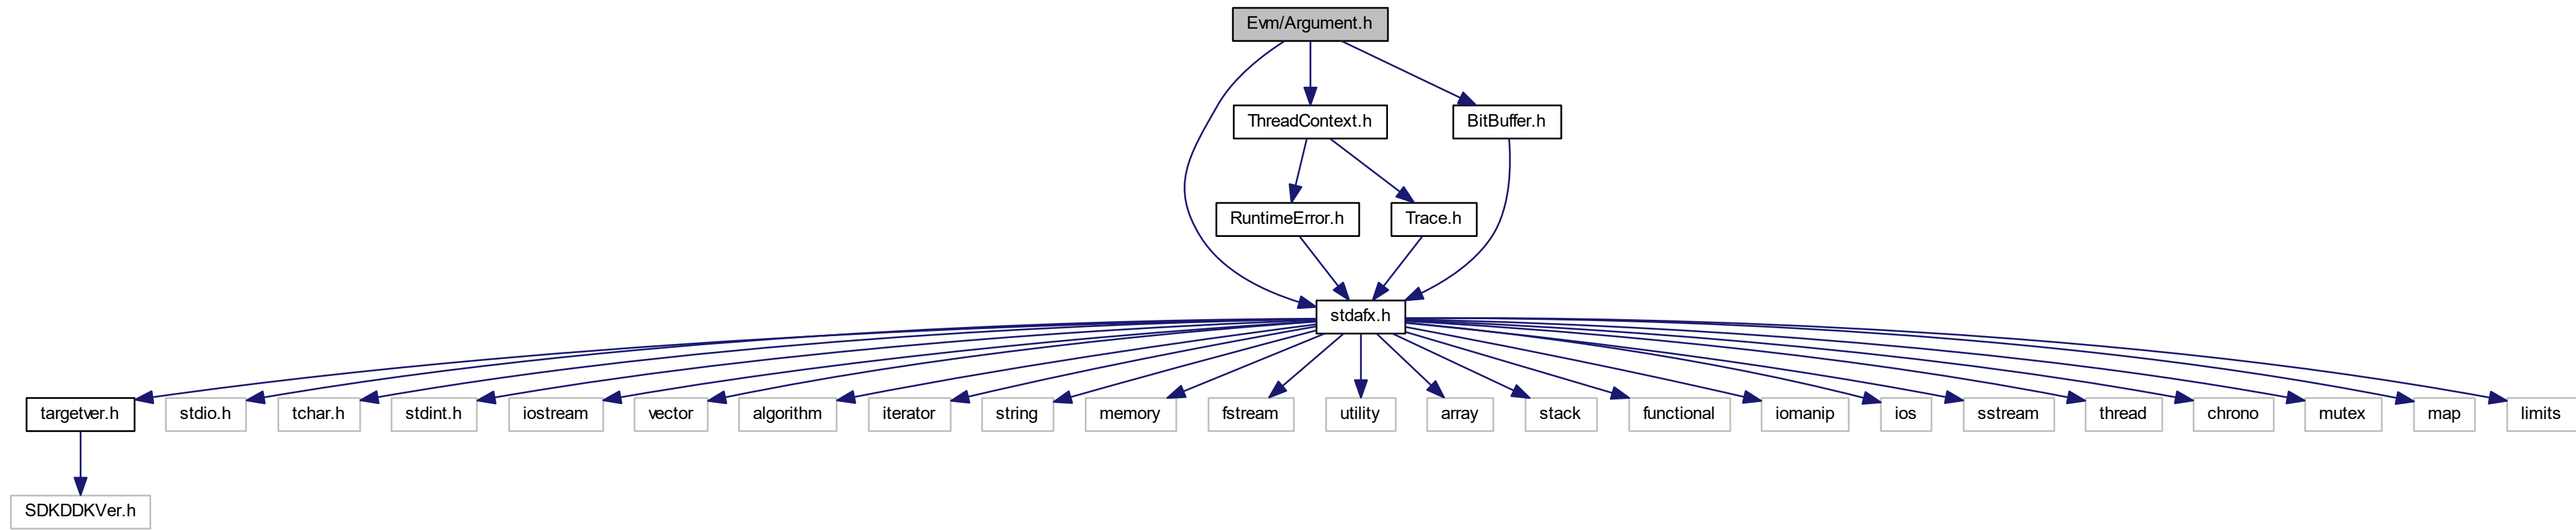 Evm/Argument.h
ThreadContext.h
BitBuffer.h
RuntimeError.h
Trace.h
stdafx.h
targetver.h
stdio.h
tchar.h
stdint.h
iostream
vector
algorithm
iterator
string
memory
fstream
utility
array
stack
functional
iomanip
ios
sstream
thread
chrono
mutex
map
limits
SDKDDKVer.h